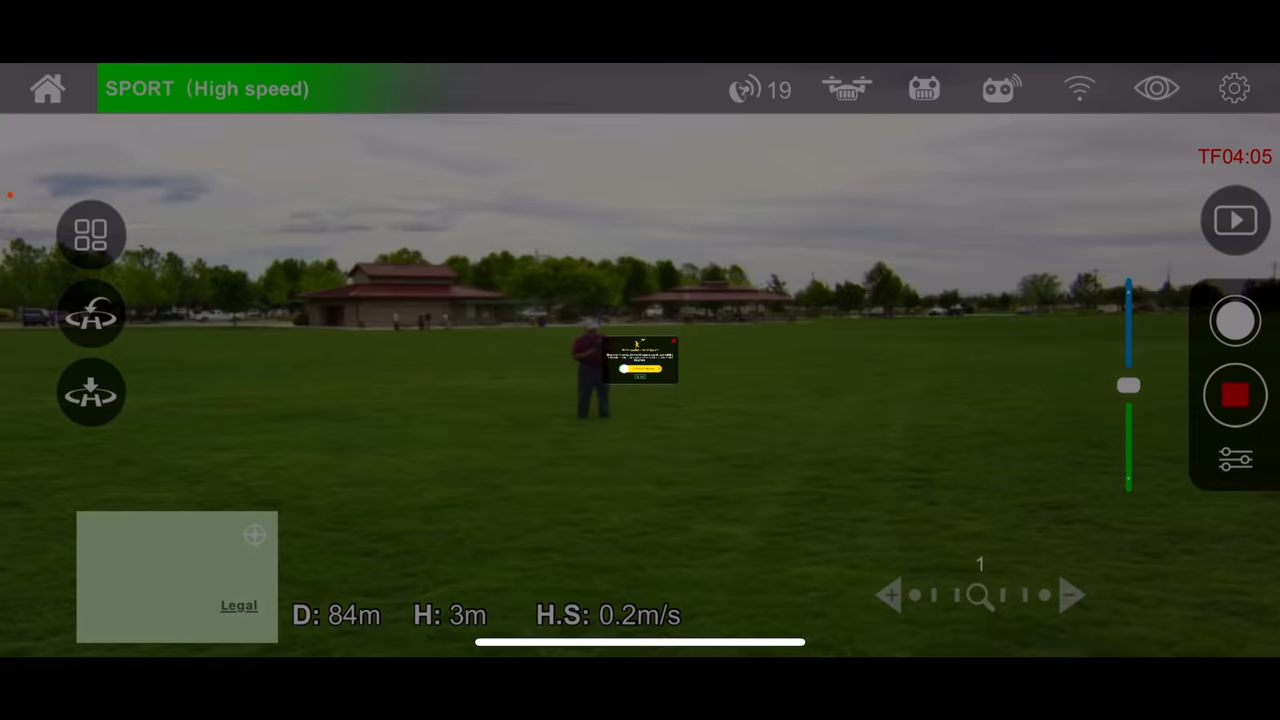 SPORT (High speed)
19
TF04:05
1
Legal
D: 84m H: 3m H.S: 0.2m/s